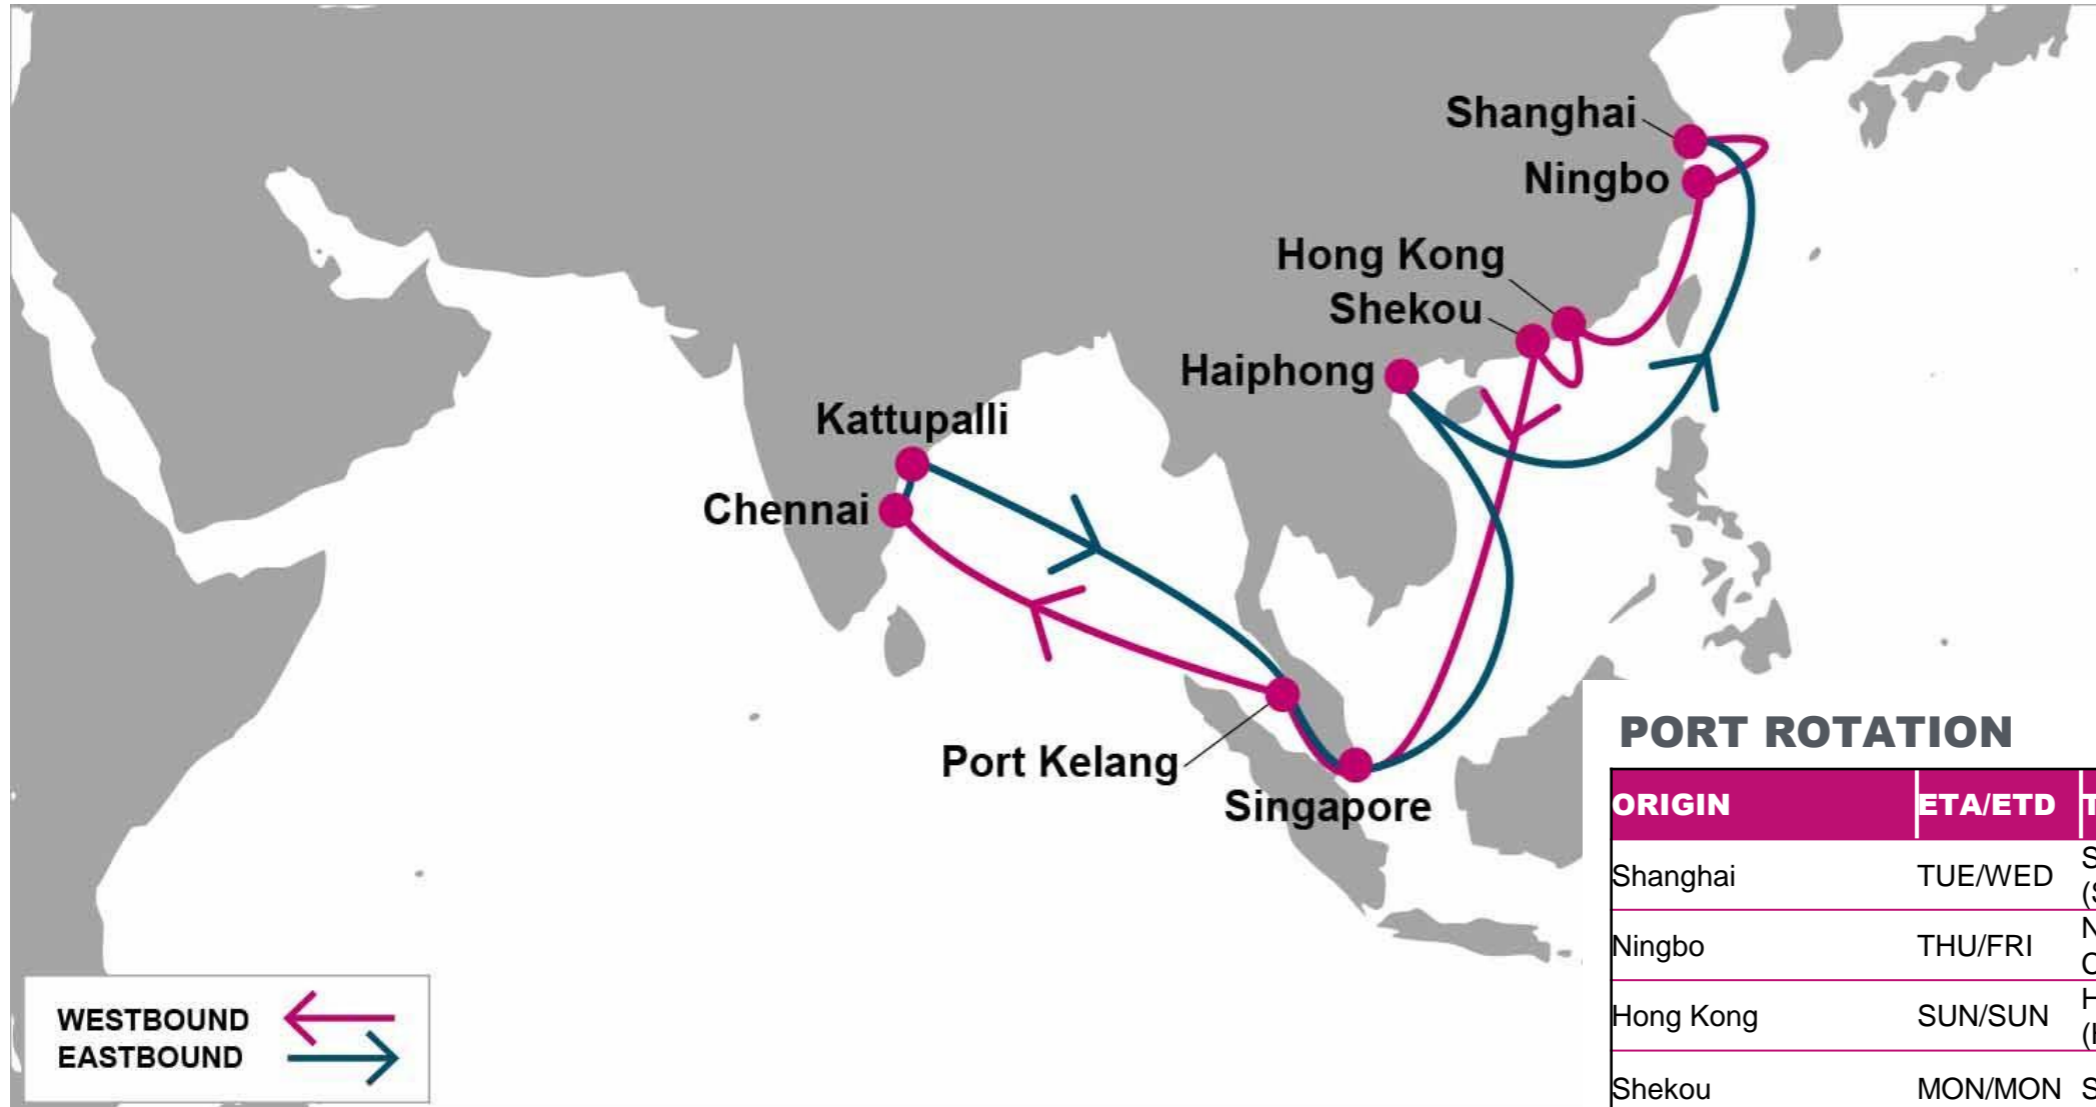 Shanghai
Ningbo
Hong Kong
Shekou
Haiphong
Kattupalli
Chennai
Port Kelang
Singapore
WESTBOUND
EASTBOUND
PORT ROTATION
ORIGIN ETA/ETD
Shanghai TUE/WED
Ningbo THU/FRI
Hong Kong SUN/SUN
Shekou MON/MON